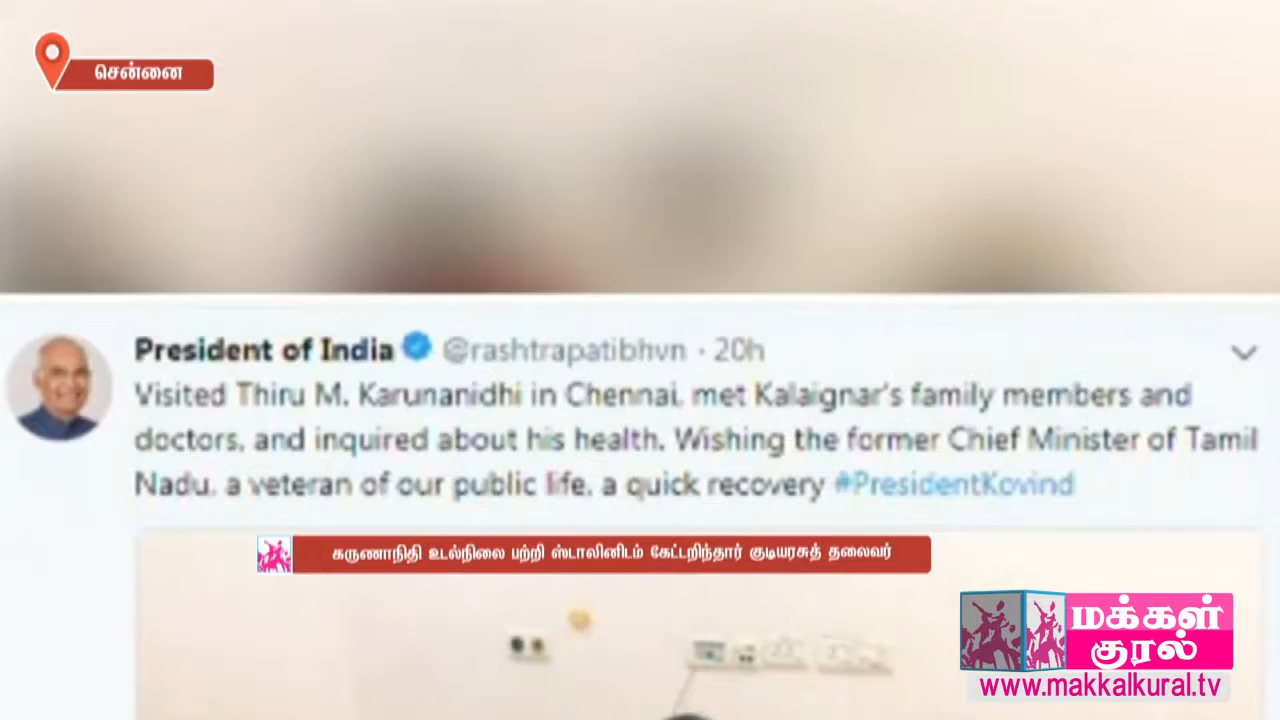 சென்னை
President of India @rashtrapatibhvn · 20h
Visited Thiru M. Karunanidhi in Chennai, met Kalaignar's family members and
doctors, and inquired about his health. Wishing the former Chief Minister of Tamil
Nadu, a veteran of our public life, a quick recovery #PresidentKovind
கருணாநிதி உடல்நிலை பற்றி ஸ்டாலினிடம் கேட்டறிந்தார் குடியரசுத் தலைவர்
மக்கள்
குரல்
www.makkalkural.tv